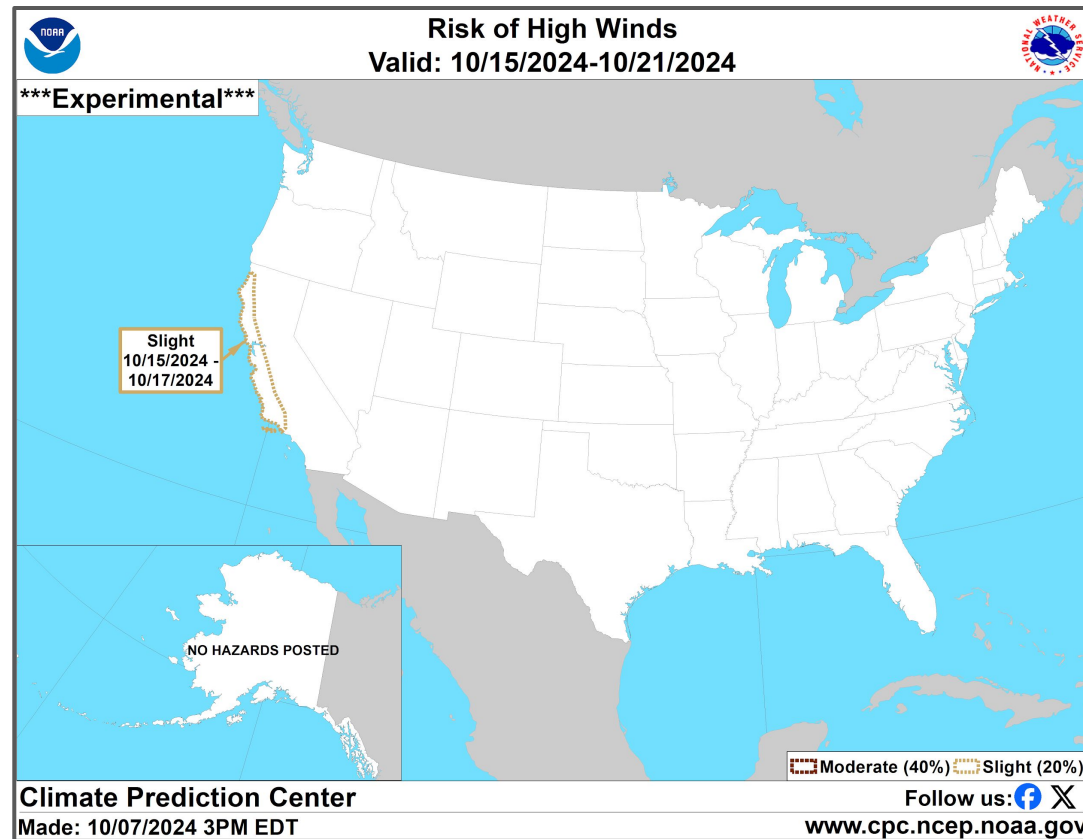 NOAA
Risk of High Winds
Valid: 10/15/2024-10/21/2024
NATIONAL WEATHER SERVICE
***Experimental***
Slight
10/15/2024 -
10/17/2024
NO HAZARDS POSTED
Moderate (40%) Slight (20%)
Climate Prediction Center
Follow us:
Made: 10/07/2024 3PM EDT
www.cpc.ncep.noaa.gov